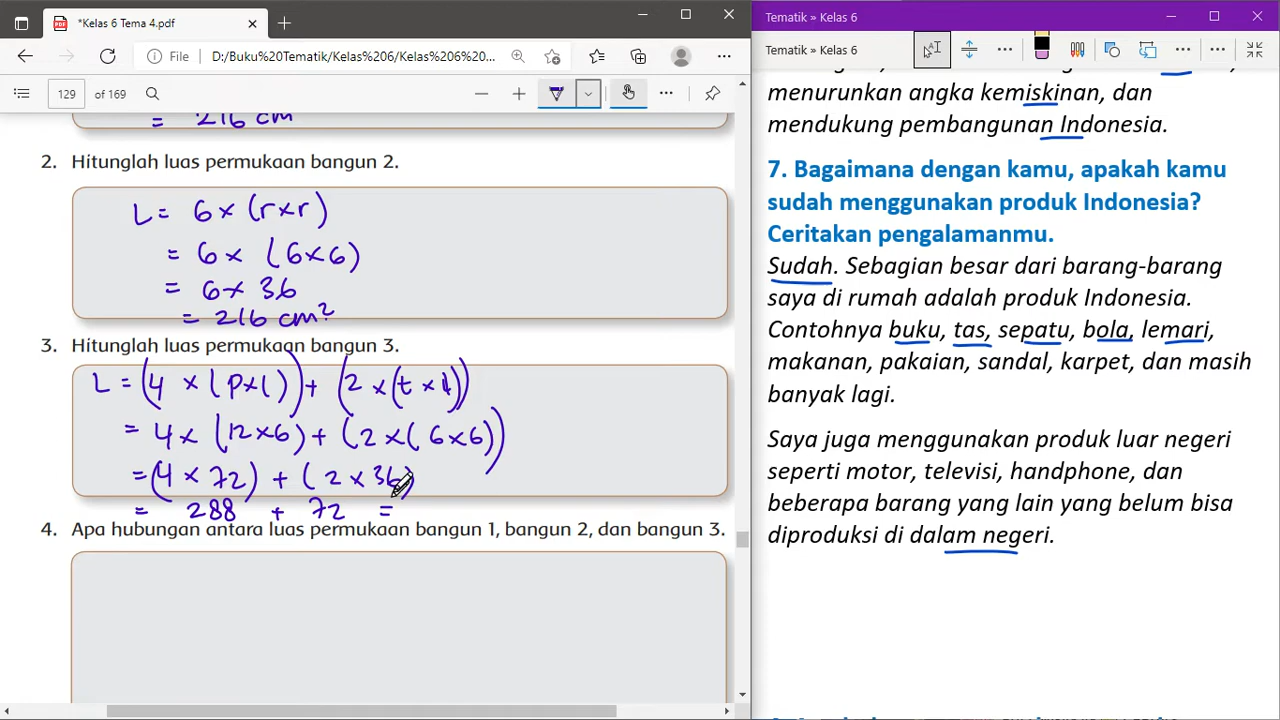 *Kelas 6 Tema 4.pdf
File D:/Buku%20Tematik/Kelas%206/Kelas%20...
129 of 169
= 216 cm
2. Hitunglah luas permukaan bangun 2.
L = 6 × (r×r)
= 6 × (6×6)
= 6 × 36
= 216 cm²
3. Hitunglah luas permukaan bangun 3.
L = (4 × (p×l)) + (2 × (t × l))
= 4 × (12×6) + (2 × (6×6))
= (4 × 72) + (2 × 36)
= 288 + 72 =
4. Apa hubungan antara luas permukaan bangun 1, bangun 2, dan bangun 3.
Tematik » Kelas 6
Tematik » Kelas 6
menurunkan angka kemiskinan, dan
mendukung pembangunan Indonesia.
7. Bagaimana dengan kamu, apakah kamu
sudah menggunakan produk Indonesia?
Ceritakan pengalamanmu.
Sudah. Sebagian besar dari barang-barang
saya di rumah adalah produk Indonesia.
Contohnya buku, tas, sepatu, bola, lemari,
makanan, pakaian, sandal, karpet, dan masih
banyak lagi.
Saya juga menggunakan produk luar negeri
seperti motor, televisi, handphone, dan
beberapa barang yang lain yang belum bisa
diproduksi di dalam negeri.